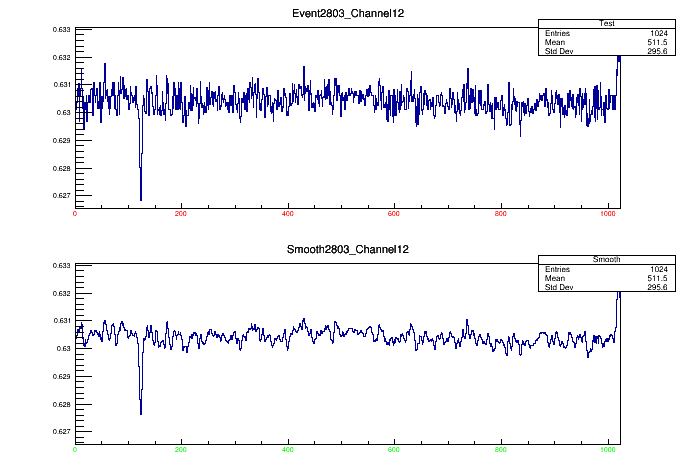 Event2803_Channel12
Test
Entries 1024
Mean 511.5
Std Dev 295.6
0.633
0.632
0.631
0.63
0.629
0.628
0.627
0 200 400 600 800 1000
Smooth2803_Channel12
Smooth
Entries 1024
Mean 511.5
Std Dev 295.6
0.633
0.632
0.631
0.63
0.629
0.628
0.627
0 200 400 600 800 1000